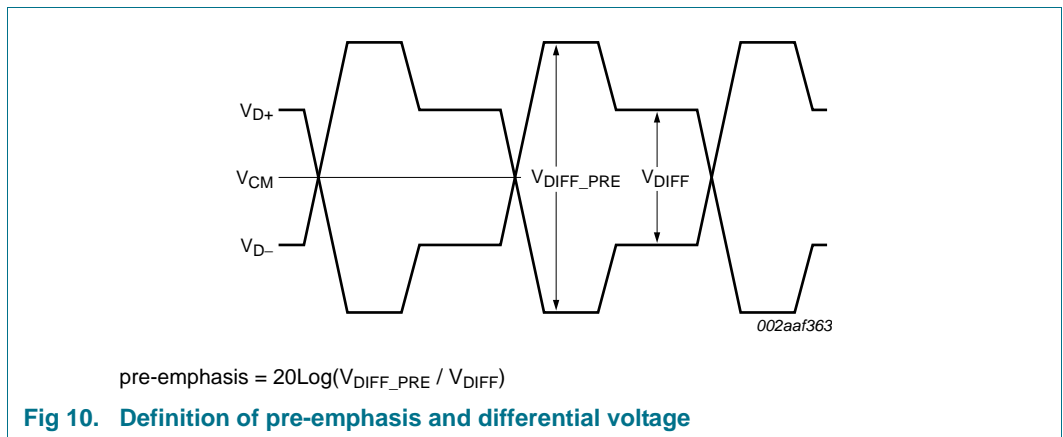 V_D+
V_CM
V_DIFF_PRE V_DIFF
V_D−
002aaf363
pre-emphasis = 20Log(V_DIFF_PRE / V_DIFF)
Fig 10. Definition of pre-emphasis and differential voltage